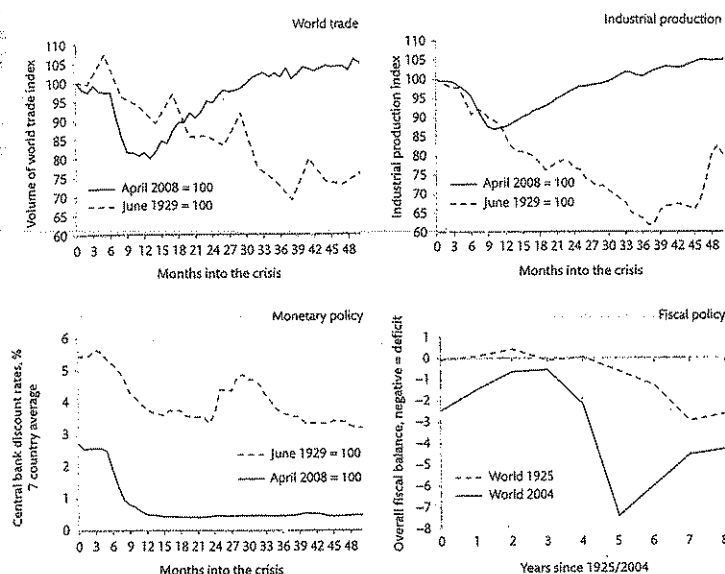 World trade
Volume of world trade index
110
105
100
95
90
85
80
75
70
65
60
April 2008 = 100
June 1929 = 100
0 3 6 9 12 15 18 21 24 27 30 33 36 39 42 45 48
Months into the crisis
Industrial production
Industrial production index
110
105
100
95
90
85
80
75
70
65
60
April 2008 = 100
June 1929 = 100
0 3 6 9 12 15 18 21 24 27 30 33 36 39 42 45 48
Months into the crisis
Monetary policy
Central bank discount rates, %
7 country average
6
5
4
3
2
1
0
June 1929 = 100
April 2008 = 100
0 3 6 9 12 15 18 21 24 27 30 33 36 39 42 45 48
Months into the crisis
Fiscal policy
Overall fiscal balance, negative = deficit
1
0
−1
−2
−3
−4
−5
−6
−7
−8
World 1925
World 2004
0 1 2 3 4 5 6 7 8
Years since 1925/2004